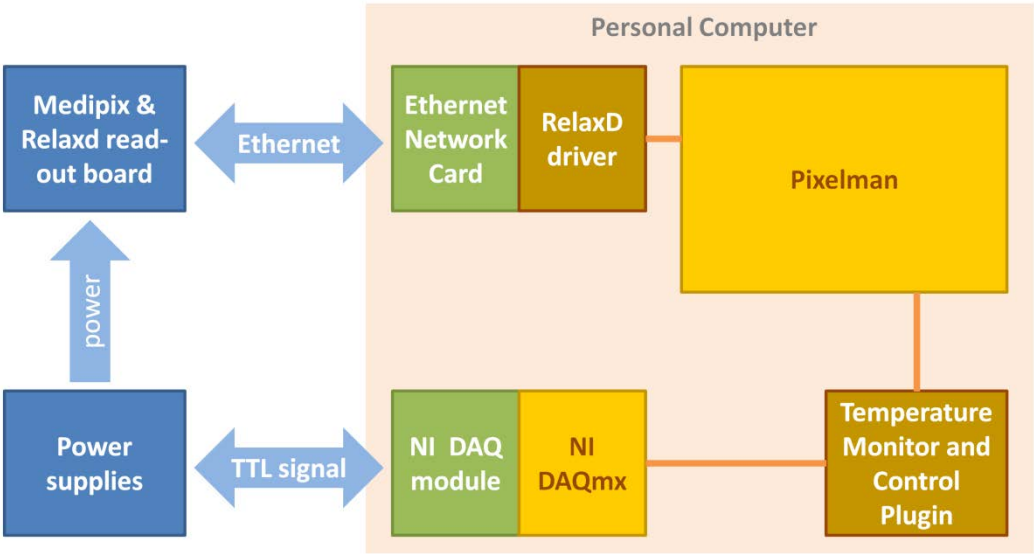 Personal Computer
Medipix &
Relaxd read-
out board
Ethernet
Ethernet
Network
Card
RelaxD
driver
Pixelman
power
Power
supplies
TTL signal
NI DAQ
module
NI
DAQmx
Temperature
Monitor and
Control
Plugin